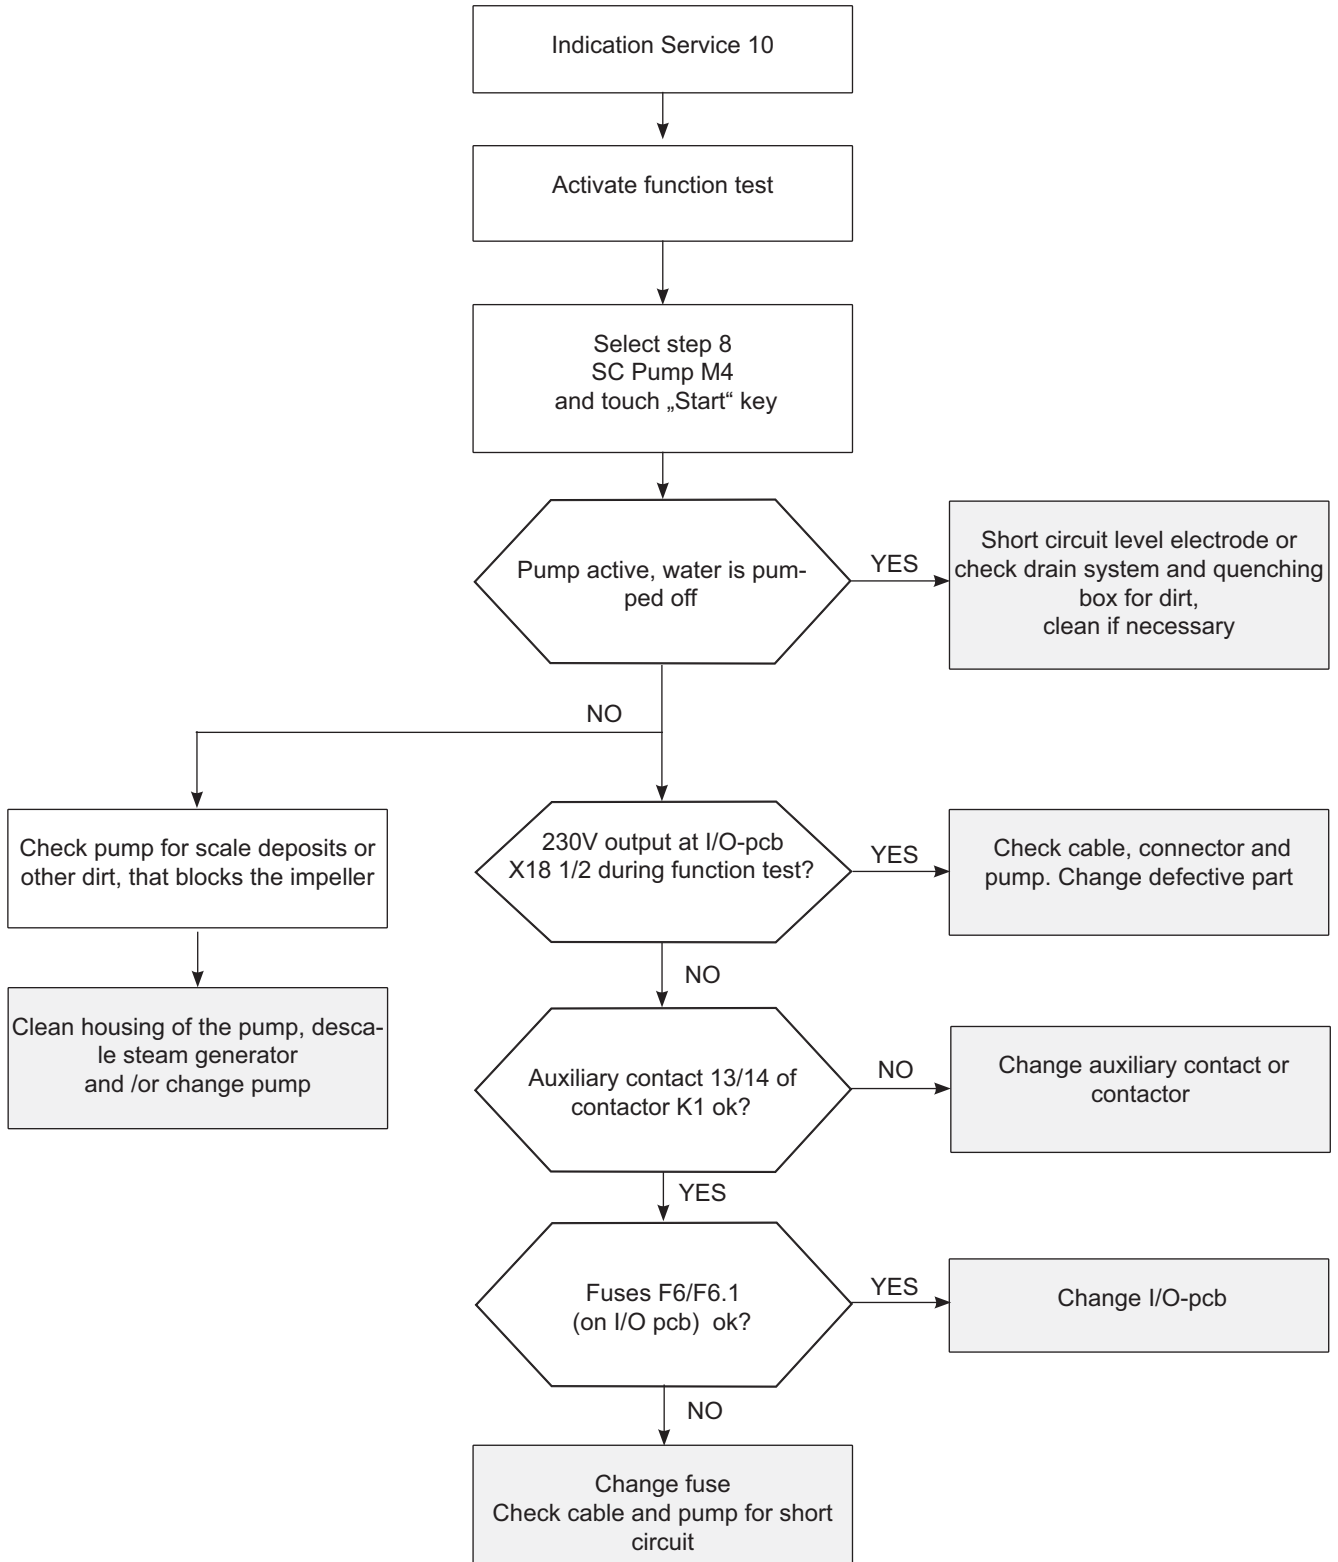 Indication Service 10
Activate function test
Select step 8
SC Pump M4
and touch „Start“ key
Pump active, water is pum-
ped off
YES
Short circuit level electrode or
check drain system and quenching
box for dirt,
clean if necessary
NO
Check pump for scale deposits or
other dirt, that blocks the impeller
230V output at I/O-pcb
X18 1/2 during function test?
YES
Check cable, connector and
pump. Change defective part
NO
Clean housing of the pump, desca-
le steam generator
and /or change pump
Auxiliary contact 13/14 of
contactor K1 ok?
NO
Change auxiliary contact or
contactor
YES
Fuses F6/F6.1
(on I/O pcb) ok?
YES
Change I/O-pcb
NO
Change fuse
Check cable and pump for short
circuit